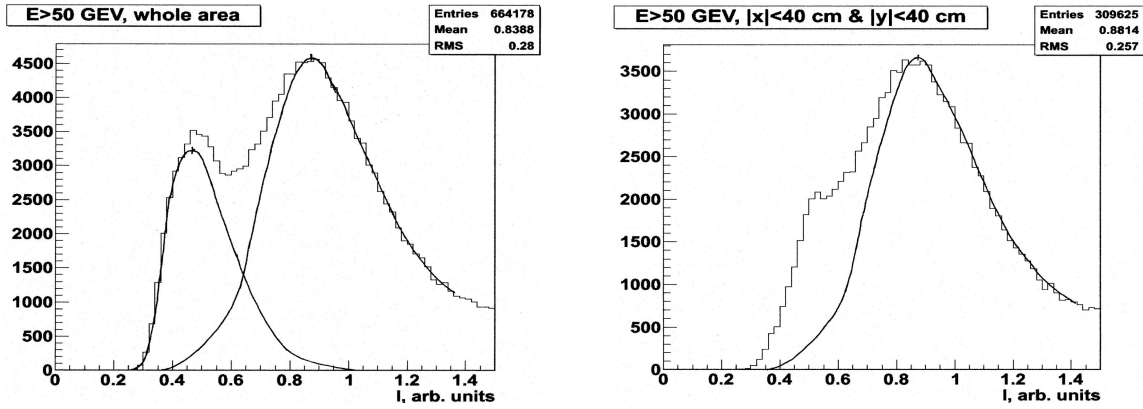 E>50 GEV, whole area
Entries 664178
Mean 0.8388
RMS 0.28
4500
4000
3500
3000
2500
2000
1500
1000
500
0
0 0.2 0.4 0.6 0.8 1 1.2 1.4
I, arb. units
E>50 GEV, |x|<40 cm & |y|<40 cm
Entries 309625
Mean 0.8814
RMS 0.257
3500
3000
2500
2000
1500
1000
500
0
0 0.2 0.4 0.6 0.8 1 1.2 1.4
I, arb. units